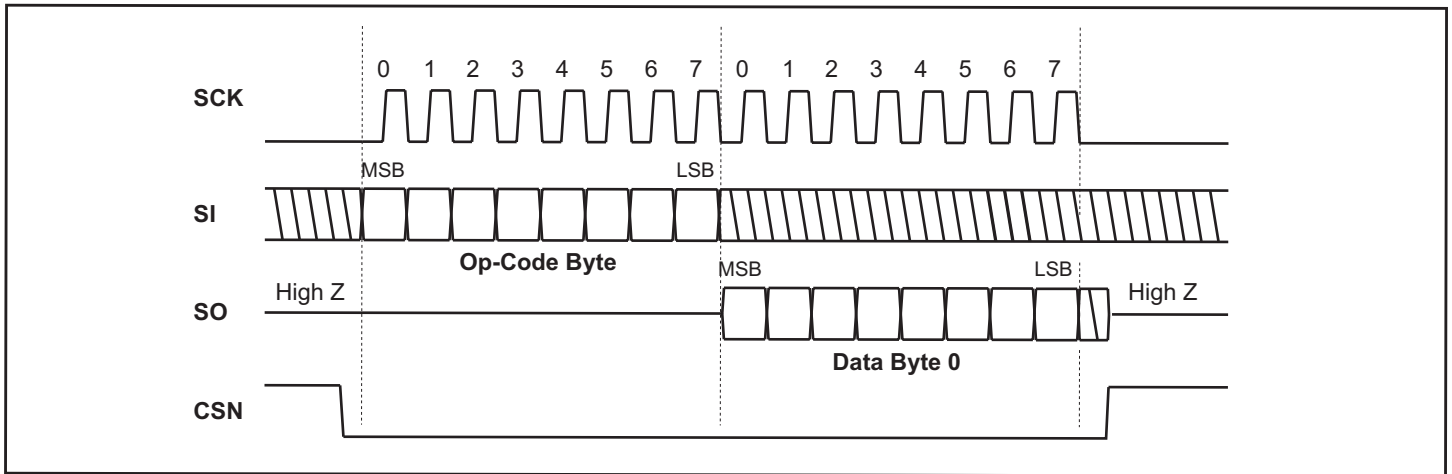 0 1 2 3 4 5 6 7 0 1 2 3 4 5 6 7
SCK
MSB LSB
SI
Op-Code Byte
MSB LSB
High Z High Z
SO
Data Byte 0
CSN